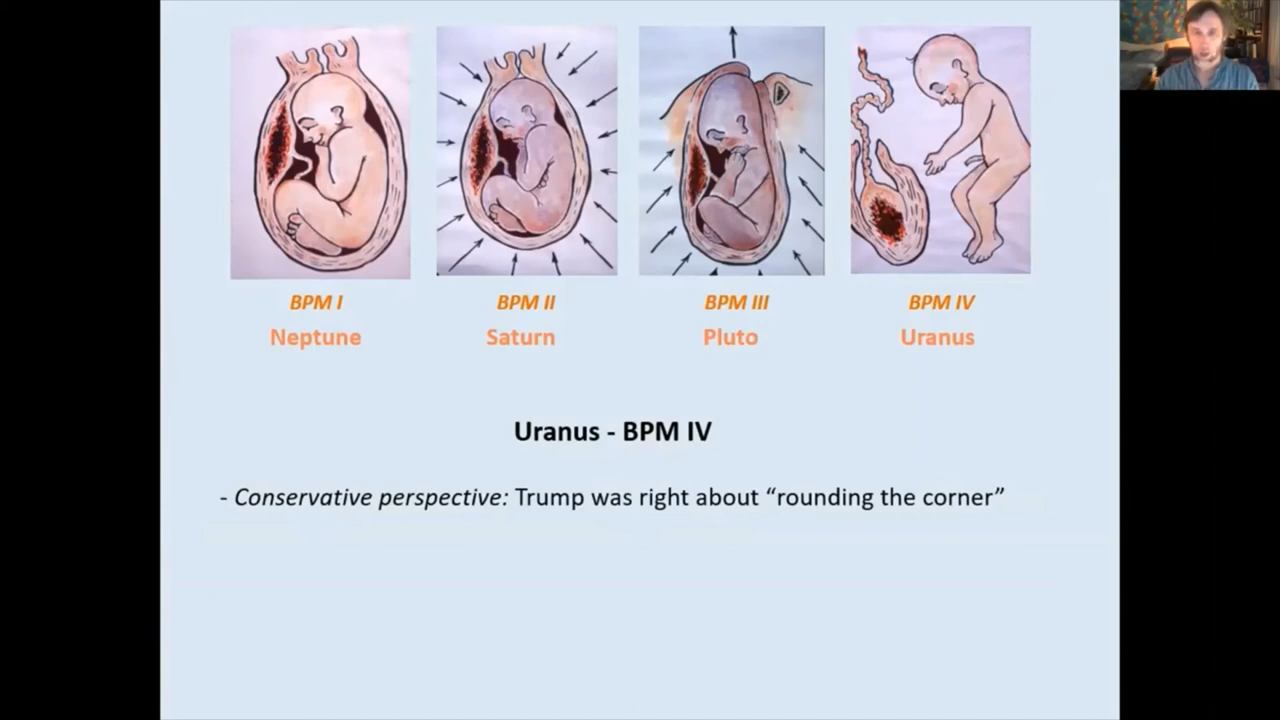 BPM I
BPM II
BPM III
BPM IV
Neptune
Saturn
Pluto
Uranus
Uranus - BPM IV
- Conservative perspective: Trump was right about “rounding the corner”